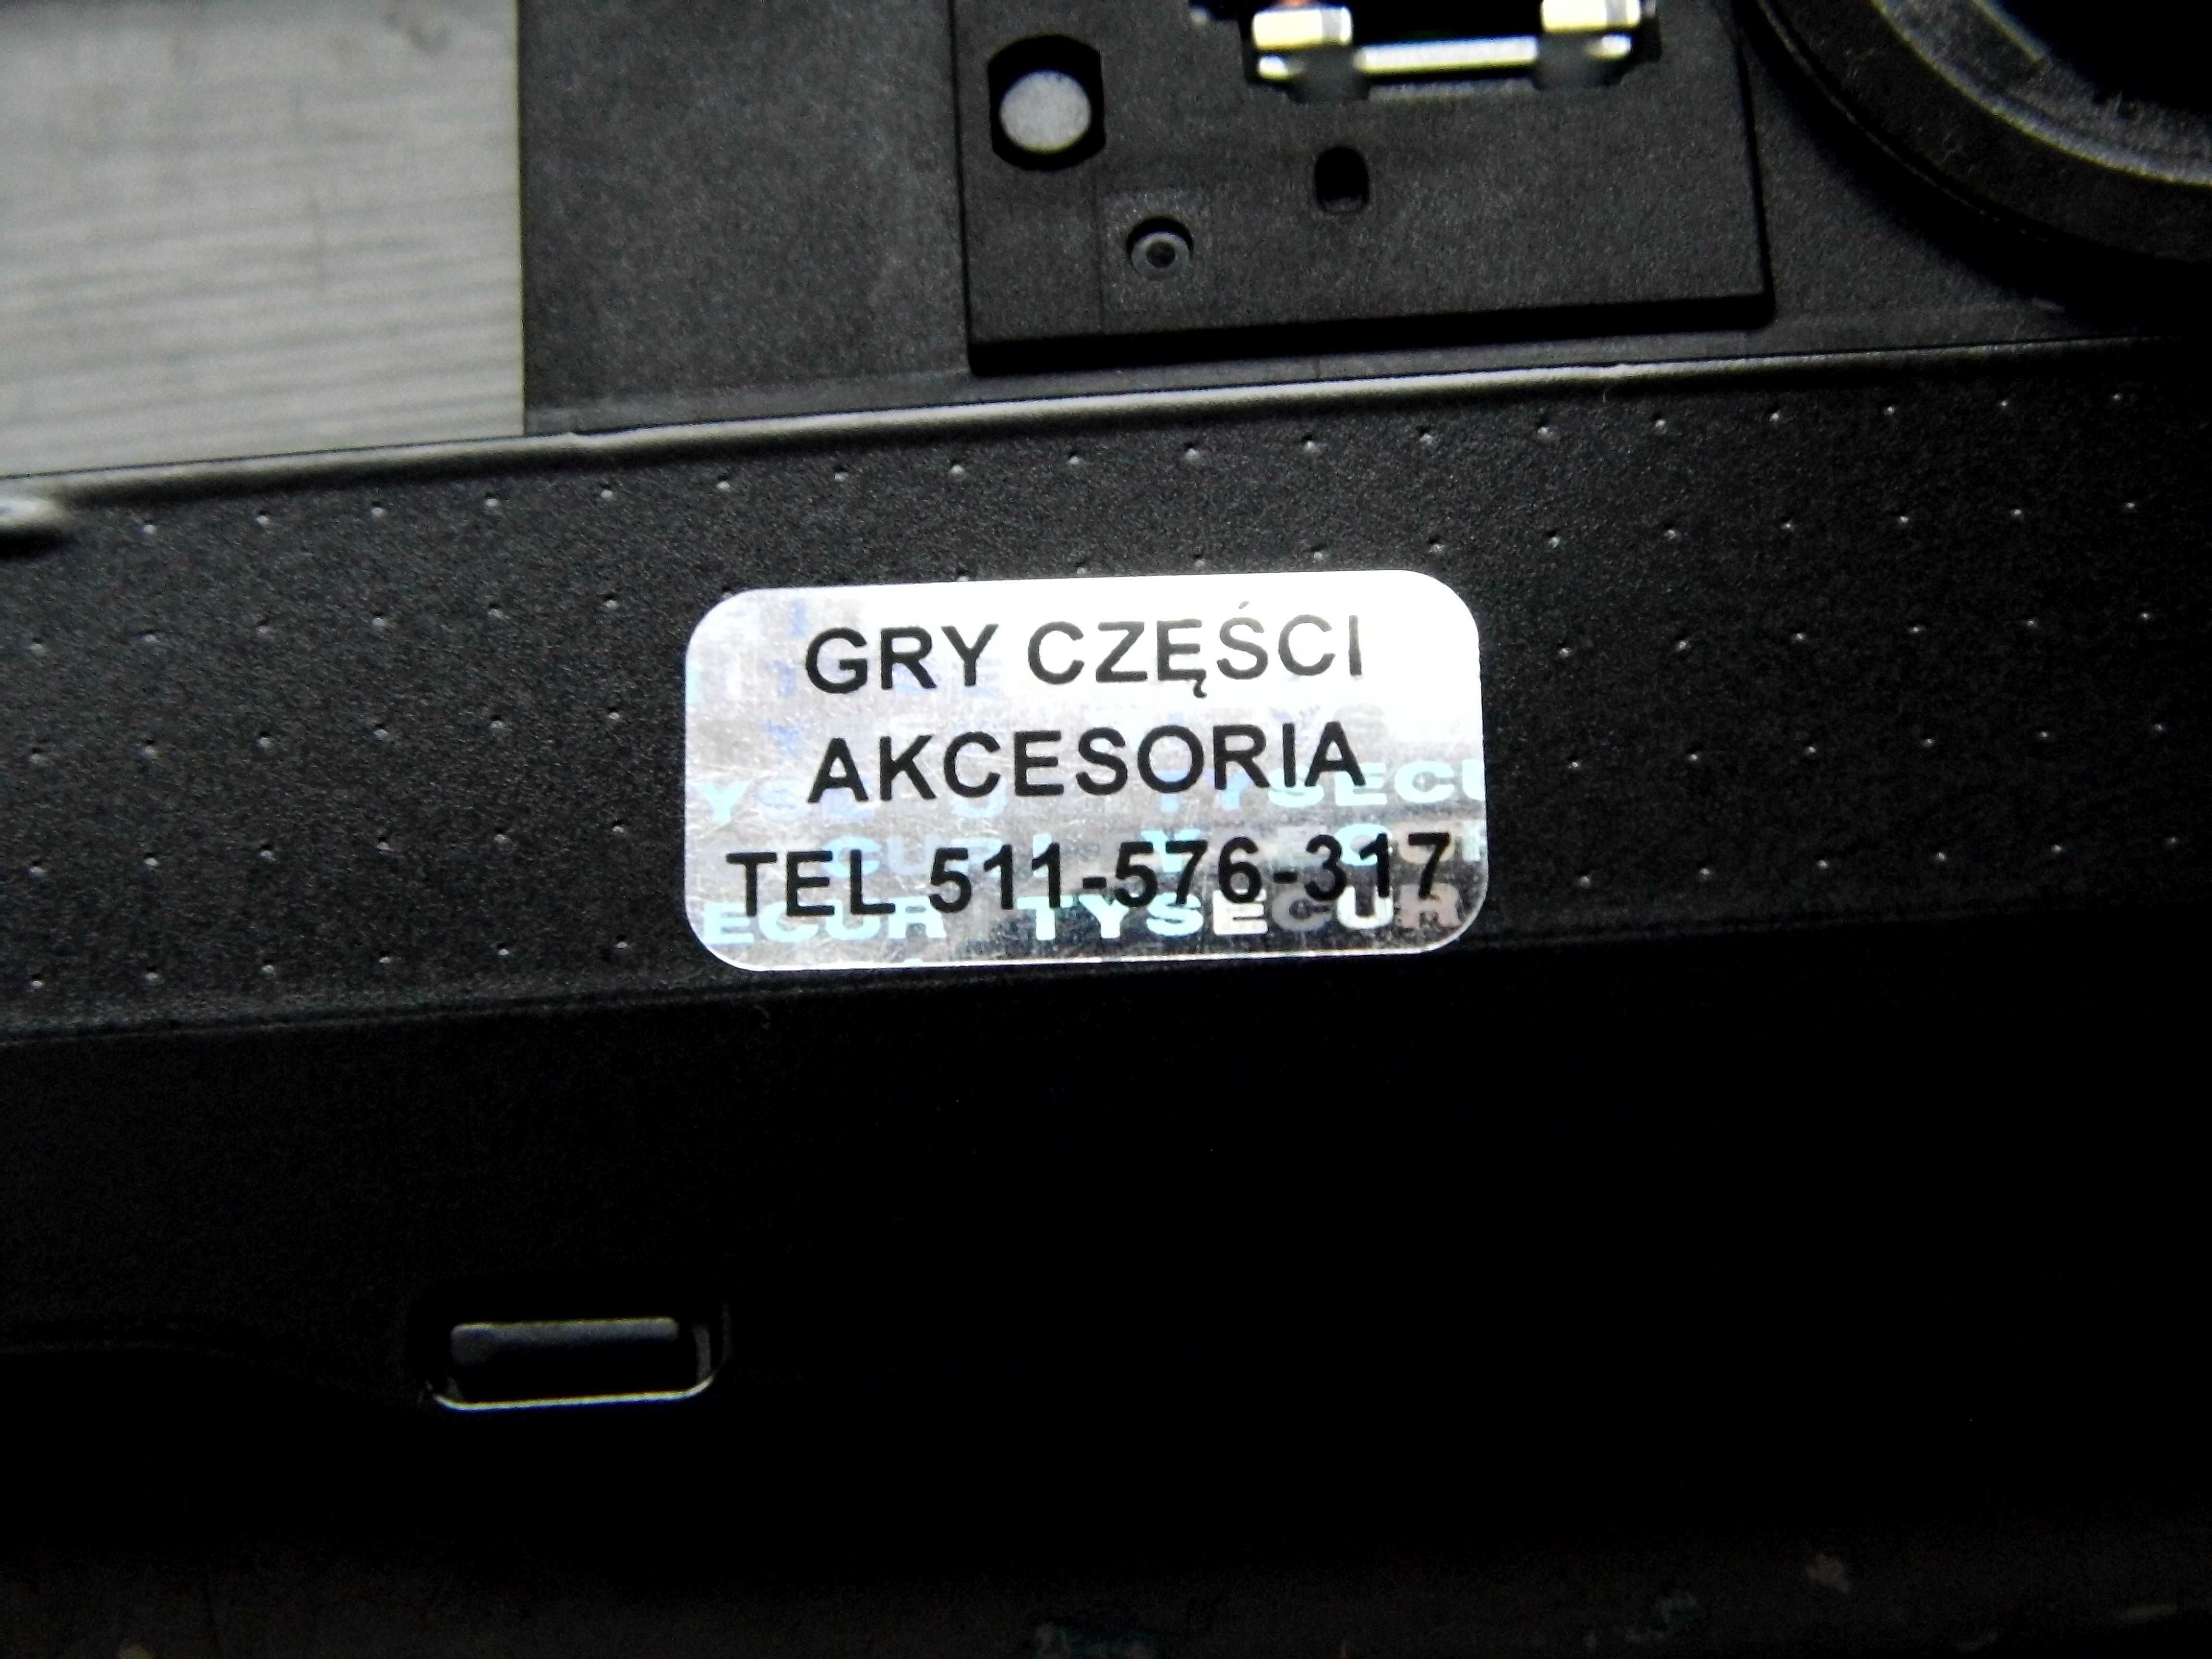 GRY CZĘŚCI
AKCESORIA
TEL 511-576-317